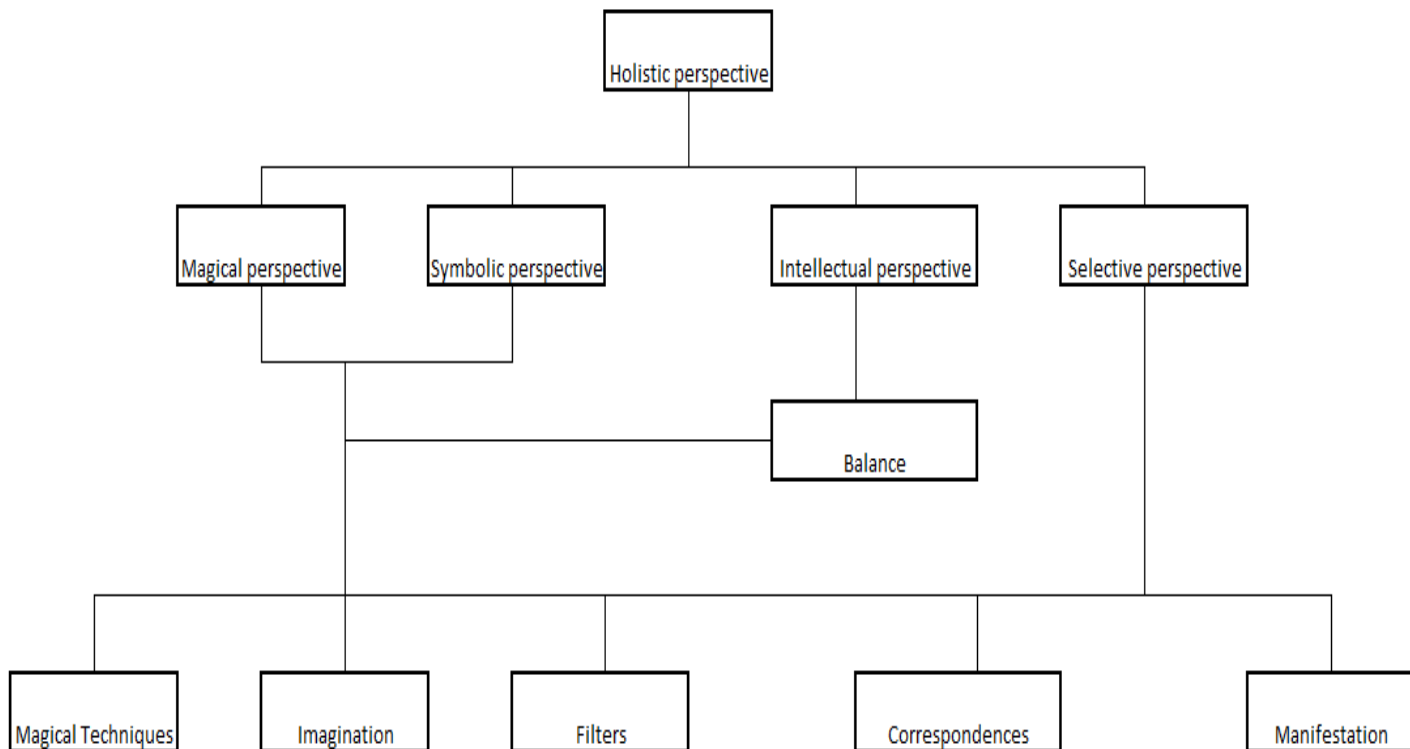 Holistic perspective
Magical perspective
Symbolic perspective
Intellectual perspective
Selective perspective
Balance
Magical Techniques
Imagination
Filters
Correspondences
Manifestation